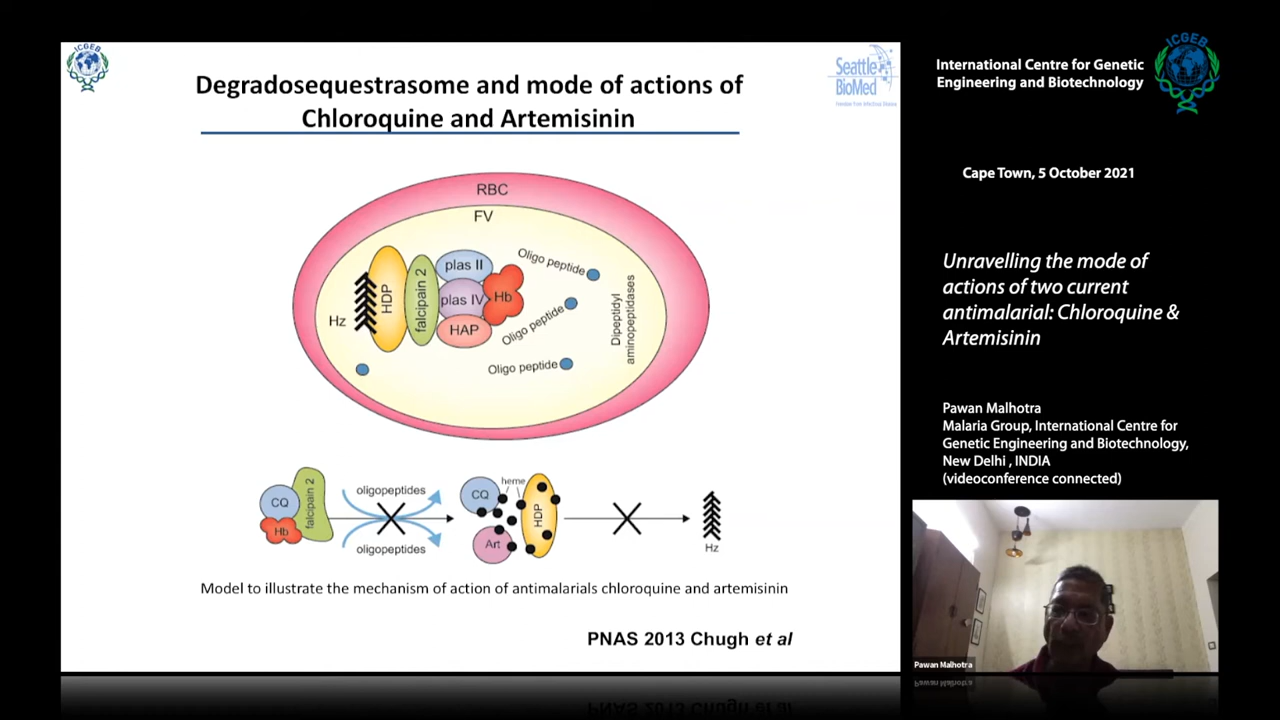 ICGEB
Degradosequestrasome and mode of actions of
Chloroquine and Artemisinin
Seattle
BioMed
RBC
FV
Hz
HDP
falcipain 2
plas II
plas IV
HAP
Hb
Oligo peptide
Oligo peptide
Oligo peptide
Dipeptidyl
aminopeptidases
CQ
Hb
falcipain 2
oligopeptides
oligopeptides
CQ
heme
Art
HDP
Hz
Model to illustrate the mechanism of action of antimalarials chloroquine and artemisinin
PNAS 2013 Chugh et al
International Centre for Genetic
Engineering and Biotechnology
ICGEB
Cape Town, 5 October 2021
Unravelling the mode of
actions of two current
antimalarial: Chloroquine &
Artemisinin
Pawan Malhotra
Malaria Group, International Centre for
Genetic Engineering and Biotechnology,
New Delhi , INDIA
(videoconference connected)
Pawan Malhotra